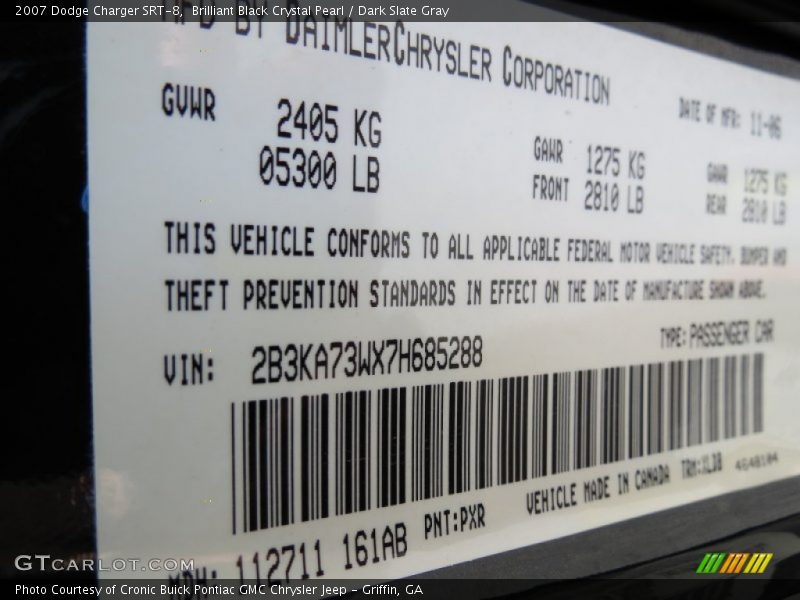 2007 Dodge Charger SRT-8,  Brilliant Black Crystal Pearl / Dark Slate Gray
MFD BY DAIMLERCHRYSLER CORPORATION
DATE OF MFR: 11-06
GVWR
2405 KG
05300 LB
GAWR FRONT
1275 KG
2810 LB
GAWR REAR
1275 KG
2810 LB
THIS VEHICLE CONFORMS TO ALL APPLICABLE FEDERAL MOTOR VEHICLE SAFETY, BUMPER AND
THEFT PREVENTION STANDARDS IN EFFECT ON THE DATE OF MANUFACTURE SHOWN ABOVE.
VIN: 2B3KA73WX7H685288
TYPE: PASSENGER CAR
MDH: 112711 161AB
PNT:PXR
VEHICLE MADE IN CANADA
TRM:XLDB
GTCARLOT.COM
Photo Courtesy of Cronic Buick Pontiac GMC Chrysler Jeep - Griffin, GA